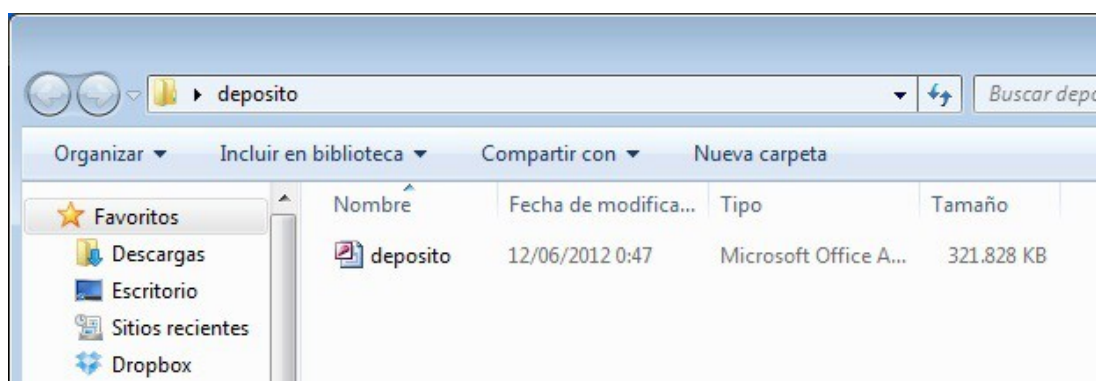 deposito
Buscar depo
Organizar
Incluir en biblioteca
Compartir con
Nueva carpeta
Favoritos
Descargas
Escritorio
Sitios recientes
Dropbox
Nombre
Fecha de modifica...
Tipo
Tamaño
deposito
12/06/2012 0:47
Microsoft Office A...
321.828 KB